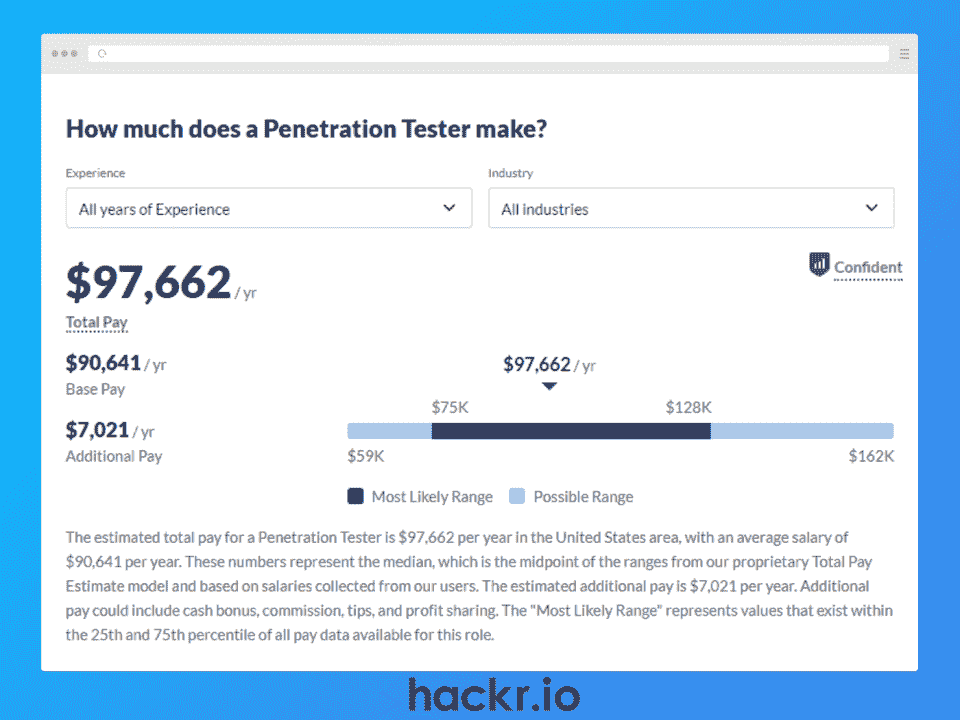 How much does a Penetration Tester make?
Experience
Industry
All years of Experience
All industries
$97,662 / yr
Confident
Total Pay
$90,641 / yr
Base Pay
$97,662 / yr
$75K
$128K
$7,021 / yr
Additional Pay
$59K
$162K
Most Likely Range
Possible Range
The estimated total pay for a Penetration Tester is $97,662 per year in the United States area, with an average salary of
$90,641 per year. These numbers represent the median, which is the midpoint of the ranges from our proprietary Total Pay
Estimate model and based on salaries collected from our users. The estimated additional pay is $7,021 per year. Additional
pay could include cash bonus, commission, tips, and profit sharing. The "Most Likely Range" represents values that exist within
the 25th and 75th percentile of all pay data available for this role.
hackr.io